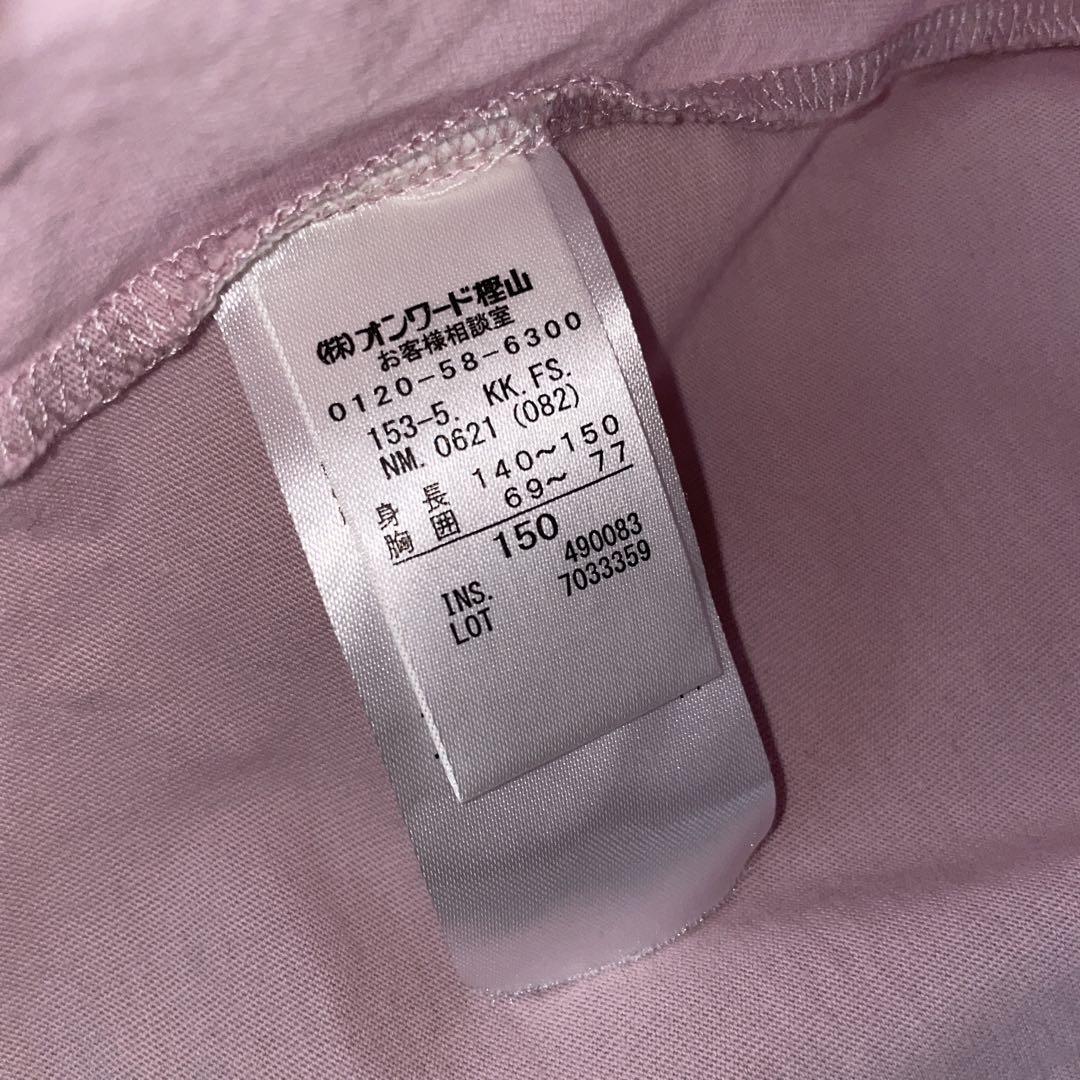 (株)オンワード樫山
お客様相談室
0120-58-6300
153-5. KK.FS.
NM. 0621 (082)
身長 140~150
胸囲 69~ 77
150
INS. 490083
LOT 7033359